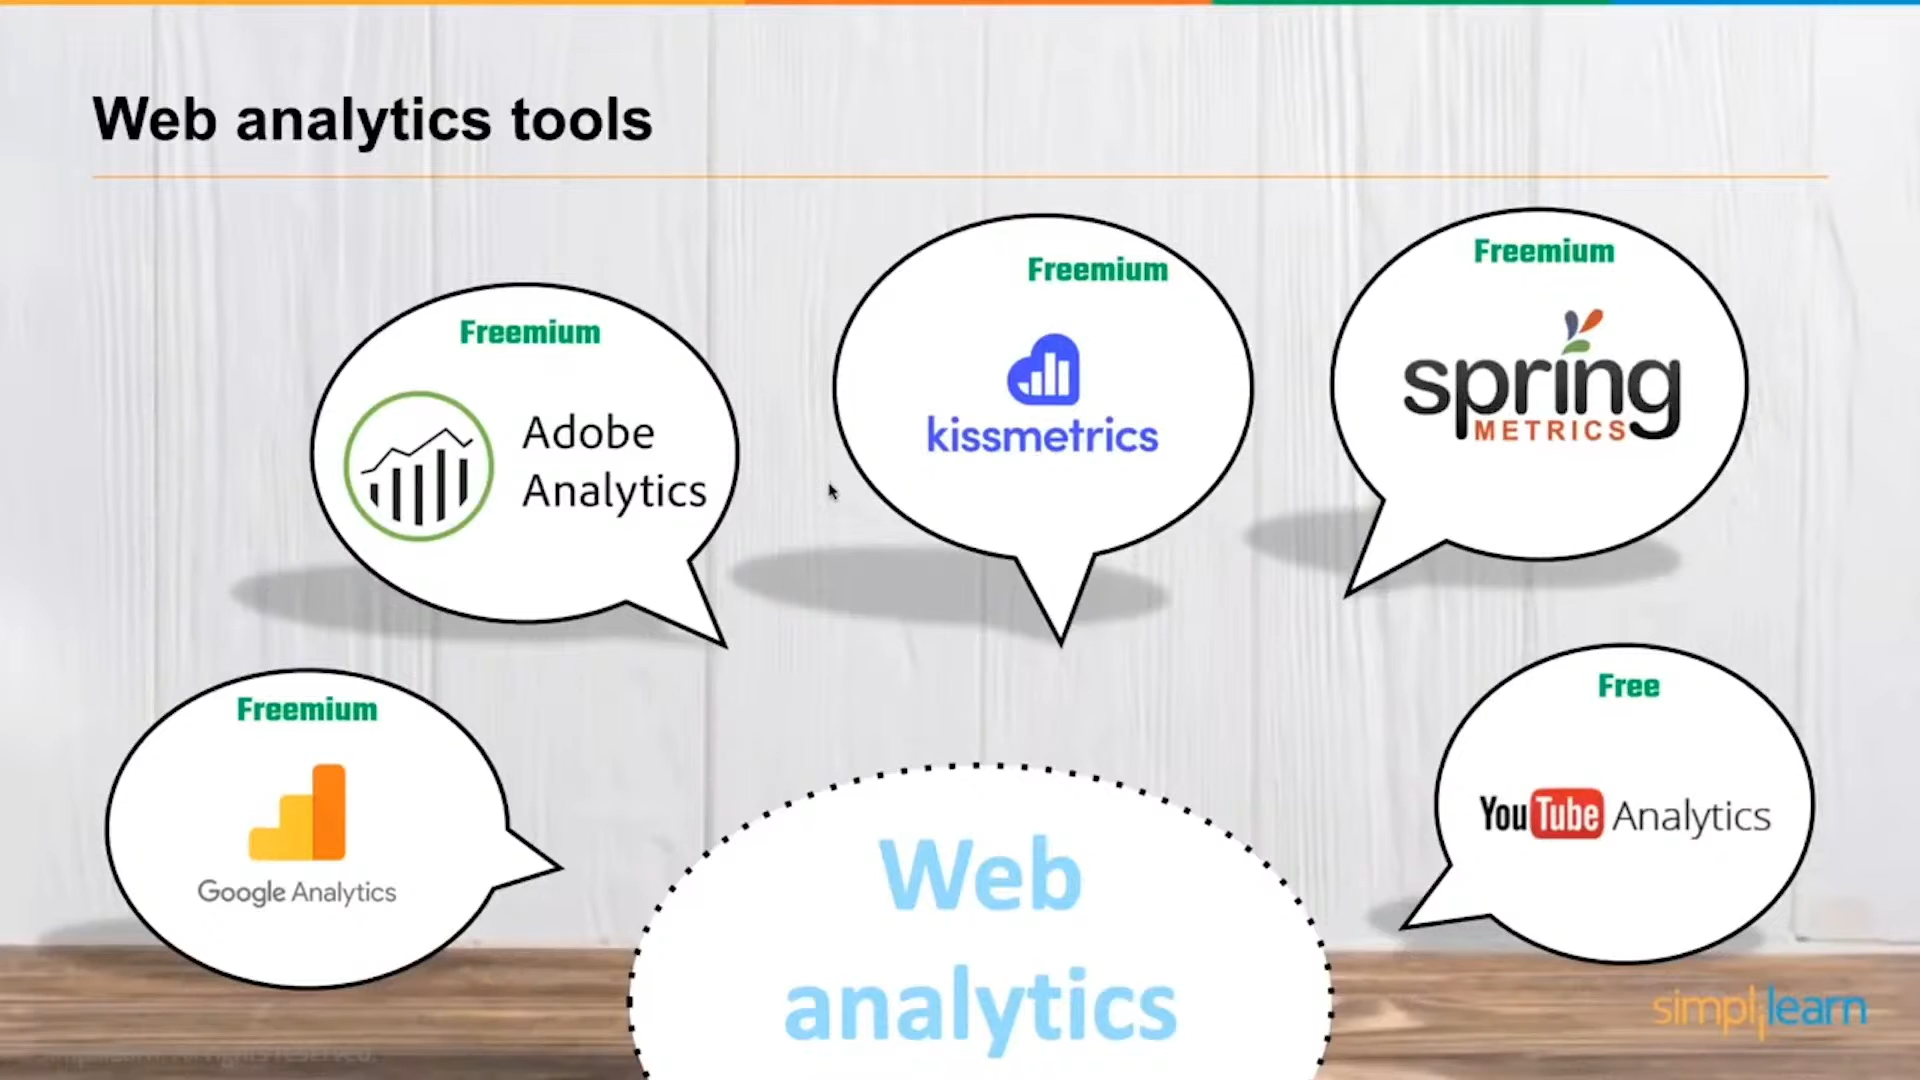 Web analytics tools
Freemium
Adobe
Analytics
Freemium
kissmetrics
Freemium
spring
METRICS
Freemium
Google Analytics
Free
YouTube Analytics
Web
analytics
simplilearn